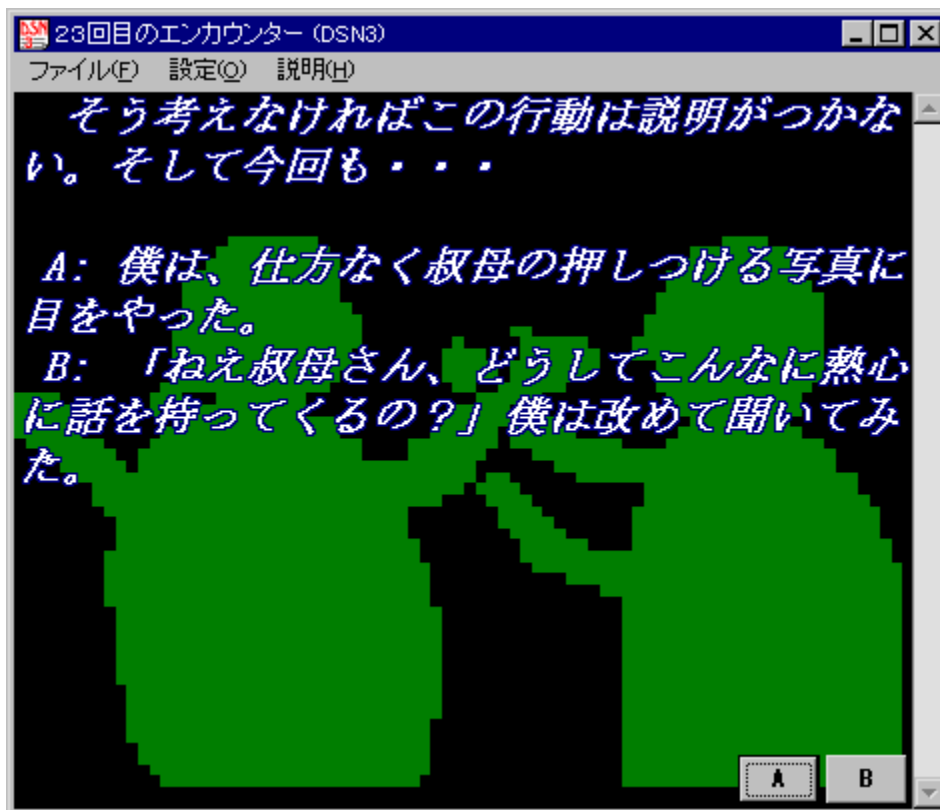 23回目のエンカウンター (DSN3)
ファイル(F) 設定(O) 説明(H)
そう考えなければこの行動は説明がつかな
い。そして今回も・・・
A: 僕は、仕方なく叔母の押しつける写真に
目をやった。
B: 「ねえ叔母さん、どうしてこんなに熱心
に話を持ってくるの?」僕は改めて聞いてみ
た。
A B